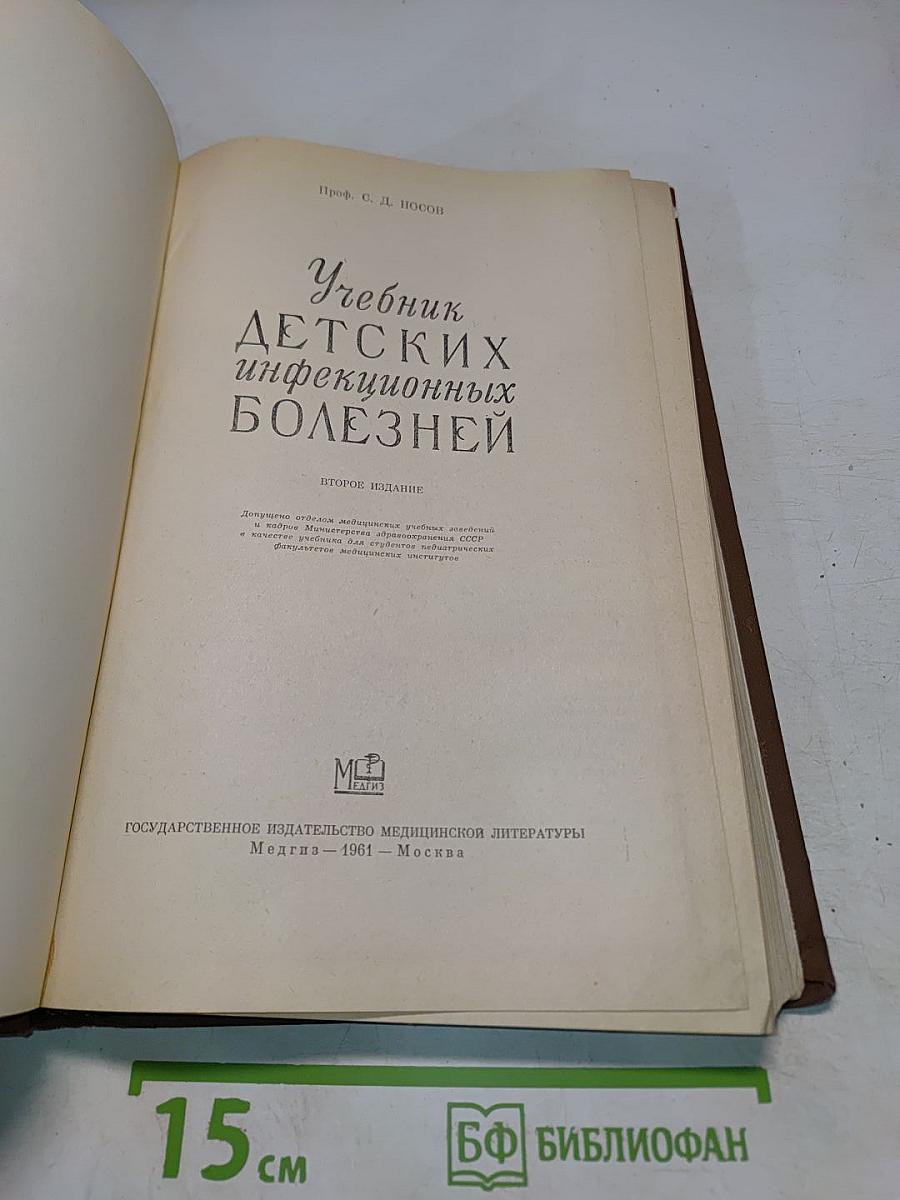 Проф. С. Д. НОСОВ
Учебник
ДЕТСКИХ
инфекционных
БОЛЕЗНЕЙ
ВТОРОЕ ИЗДАНИЕ
Допущено отделом медицинских учебных заведений
и кадров Министерства здравоохранения СССР
в качестве учебника для студентов педиатрических
факультетов медицинских институтов
МЕДГИЗ
ГОСУДАРСТВЕННОЕ ИЗДАТЕЛЬСТВО МЕДИЦИНСКОЙ ЛИТЕРАТУРЫ
Медгиз — 1961 — Москва
15 см
БФ БИБЛИОФАН